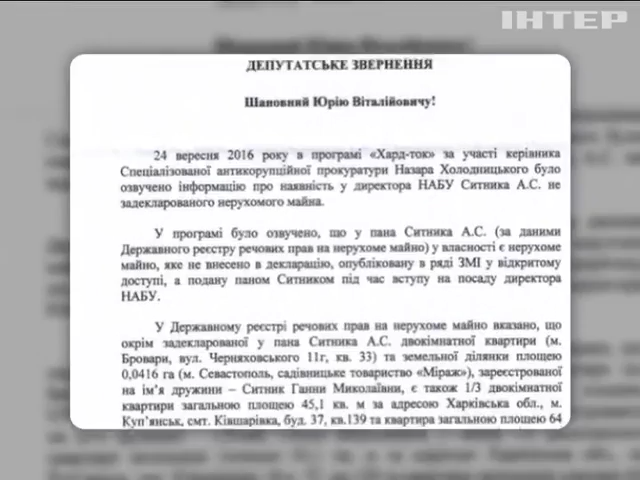 ІНТЕР
ДЕПУТАТСЬКЕ ЗВЕРНЕННЯ
Шановний Юрію Віталійовичу!
24 вересня 2016 року в програмі «Хард-ток» за участі керівника
Спеціалізованої антикорупційної прокуратури Назара Холодницького було
озвучено інформацію про наявність у директора НАБУ Ситника А.С. не
задекларованого нерухомого майна.
У програмі було озвучено, що у пана Ситника А.С. (за даними
Державного реєстру речових прав на нерухоме майно) у власності є нерухоме
майно, яке не внесено в декларацію, опубліковану в ряді ЗМІ у відкритому
доступі, а подану паном Ситником під час вступу на посаду директора
НАБУ.
У Державному реєстрі речових прав на нерухоме майно вказано, що
окрім задекларованої у пана Ситника А.С. двокімнатної квартири (м.
Бровари, вул. Черняховського 11г, кв. 33) та земельної ділянки площею
0,0416 га (м. Севастополь, садівницьке товариство «Міраж»), зареєстрованої
на ім'я дружини – Ситник Ганни Миколаївни, є також 1/3 двокімнатної
квартири загальною площею 45,1 кв. м за адресою Харківська обл., м.
Куп'янськ, смт. Ківшарівка, буд. 37, кв.139 та квартира загальною площею 64